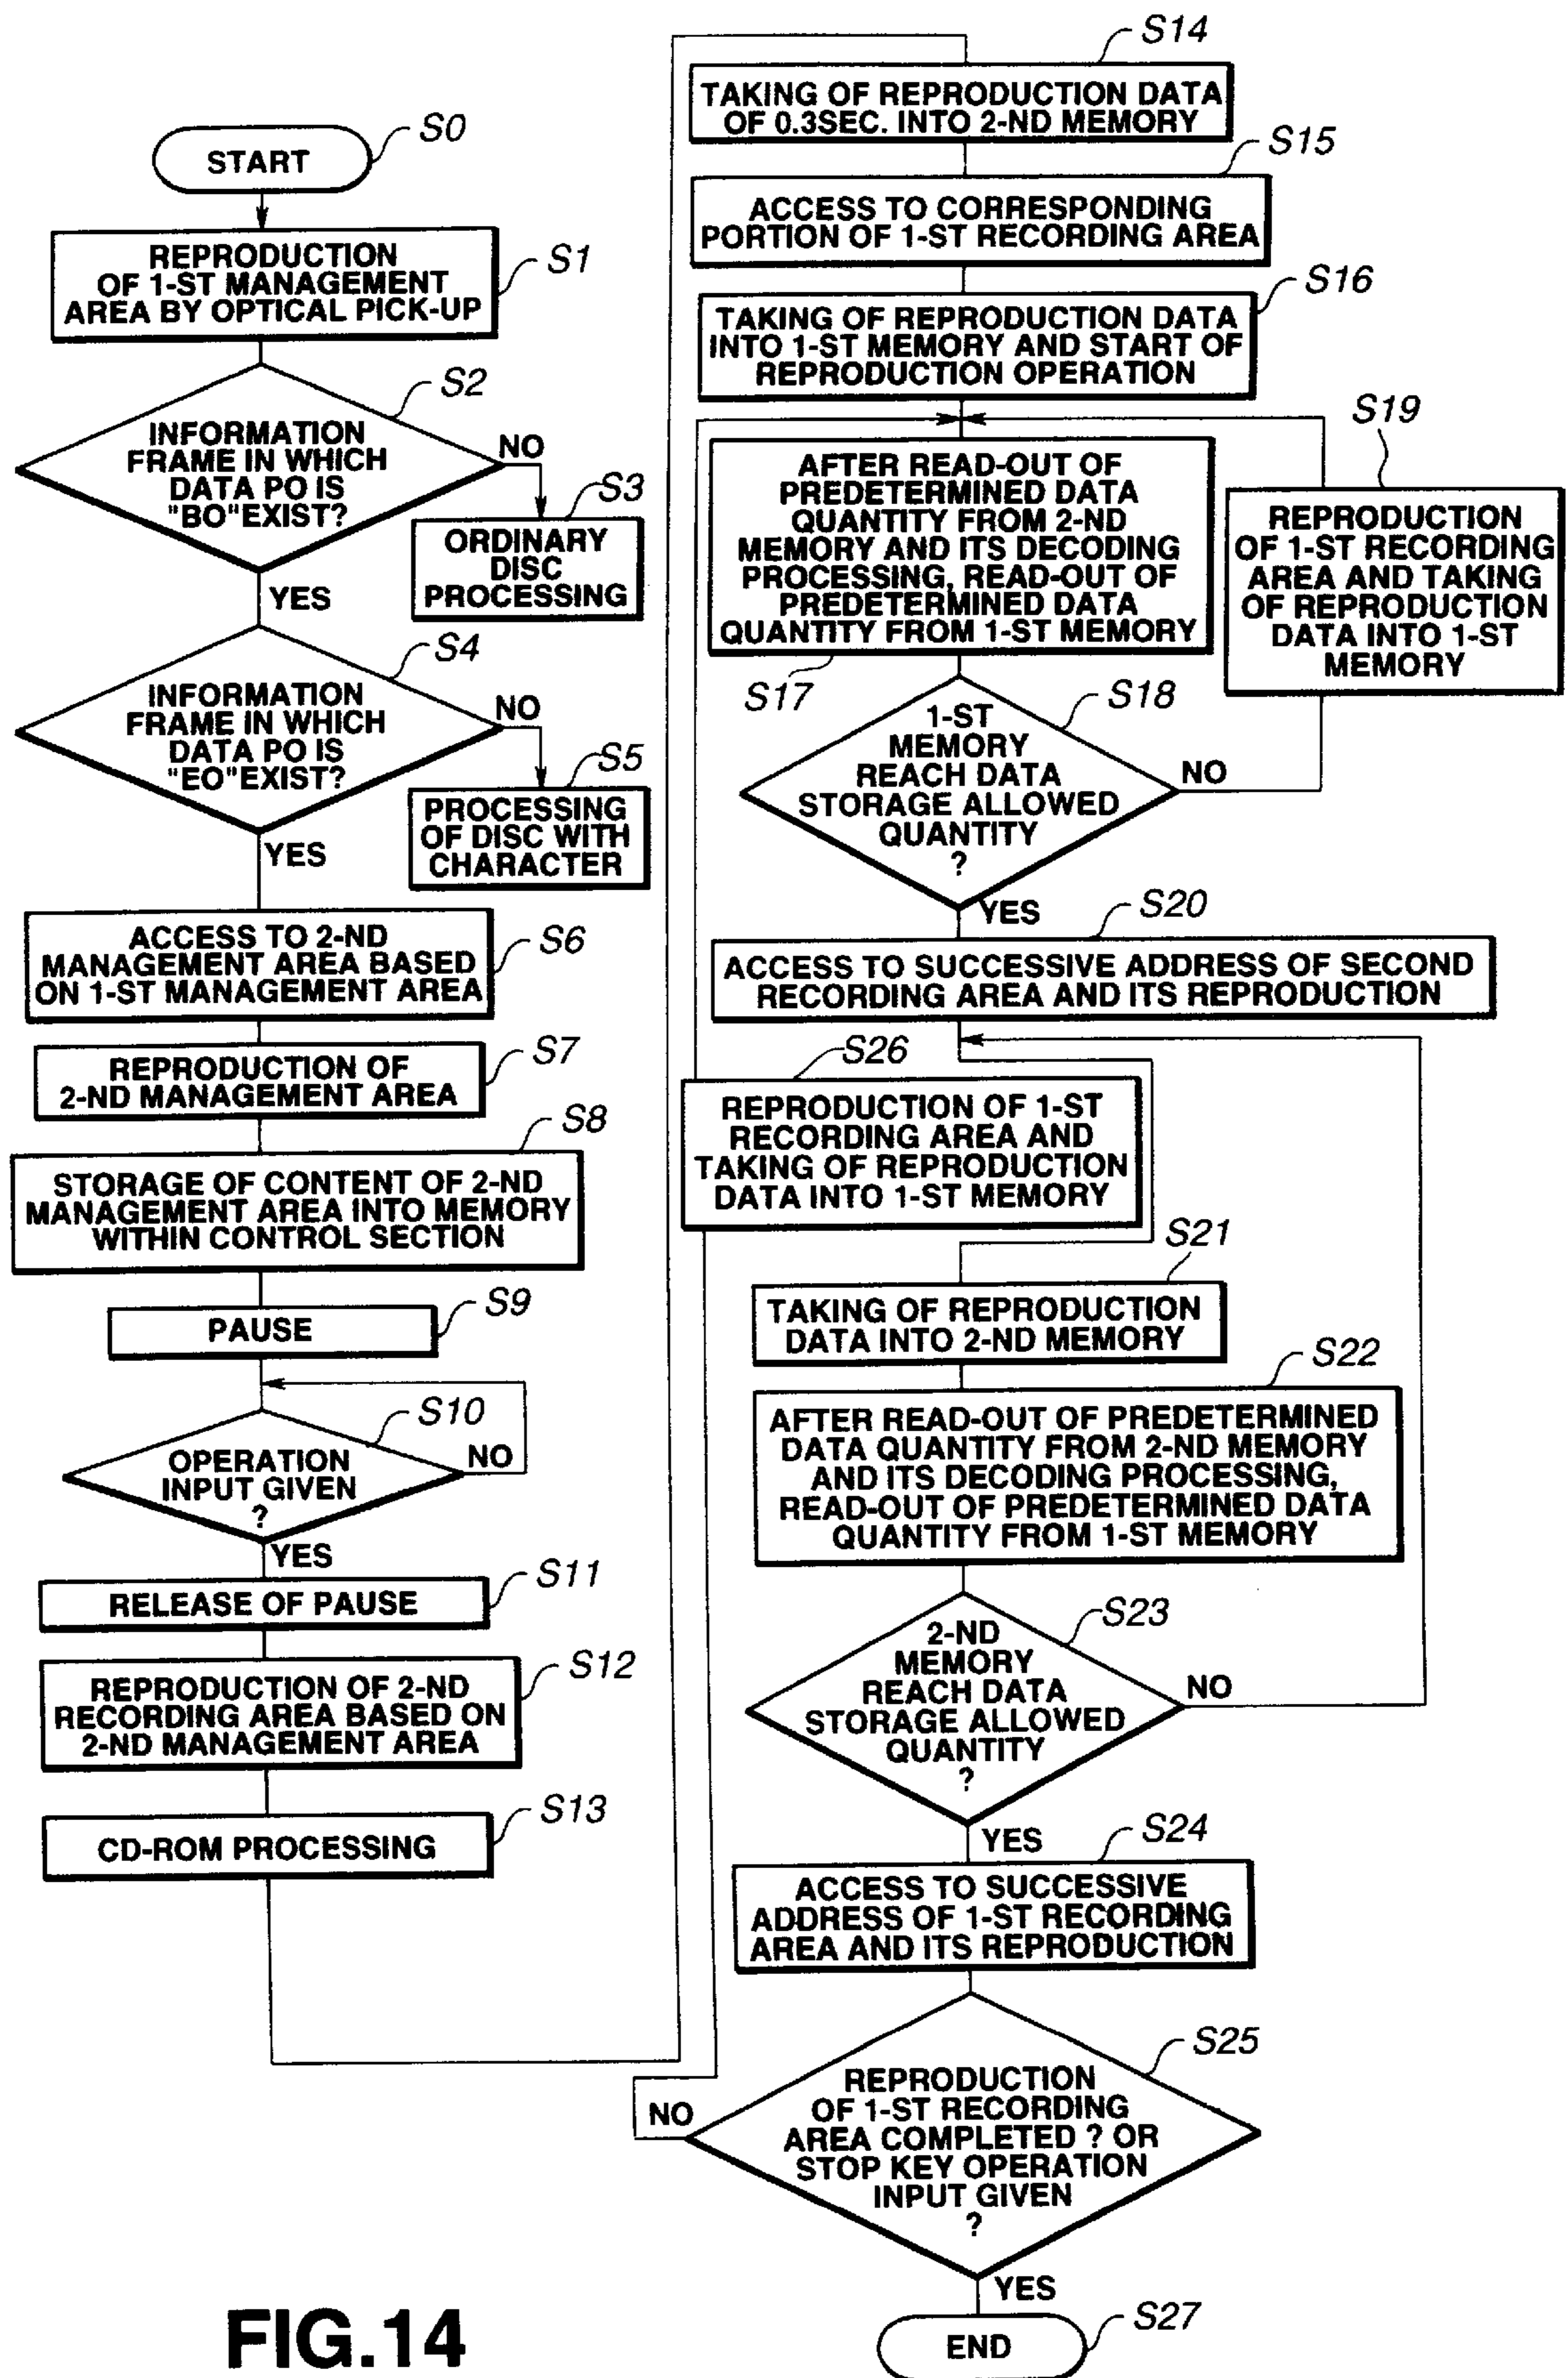 START
S0
REPRODUCTION
OF 1-ST MANAGEMENT
AREA BY OPTICAL PICK-UP
S1
S2
INFORMATION
FRAME IN WHICH
DATA PO IS
"BO"EXIST?
NO
YES
S3
ORDINARY
DISC
PROCESSING
S4
INFORMATION
FRAME IN WHICH
DATA PO IS
"EO"EXIST?
NO
YES
S5
PROCESSING
OF DISC WITH
CHARACTER
ACCESS TO 2-ND
MANAGEMENT AREA BASED
ON 1-ST MANAGEMENT AREA
S6
REPRODUCTION OF
2-ND MANAGEMENT AREA
S7
S8
STORAGE OF CONTENT OF 2-ND
MANAGEMENT AREA INTO MEMORY
WITHIN CONTROL SECTION
S9
PAUSE
S10
OPERATION
INPUT GIVEN
?
NO
YES
S11
RELEASE OF PAUSE
S12
REPRODUCTION OF 2-ND
RECORDING AREA BASED ON
2-ND MANAGEMENT AREA
S13
CD-ROM PROCESSING
S14
TAKING OF REPRODUCTION DATA
OF 0.3SEC. INTO 2-ND MEMORY
S15
ACCESS TO CORRESPONDING
PORTION OF 1-ST RECORDING AREA
S16
TAKING OF REPRODUCTION DATA
INTO 1-ST MEMORY AND START OF
REPRODUCTION OPERATION
AFTER READ-OUT OF
PREDETERMINED DATA
QUANTITY FROM 2-ND
MEMORY AND ITS DECODING
PROCESSING, READ-OUT OF
PREDETERMINED DATA
QUANTITY FROM 1-ST MEMORY
S17
S19
REPRODUCTION
OF 1-ST RECORDING
AREA AND TAKING
OF REPRODUCTION
DATA INTO 1-ST
MEMORY
S18
1-ST
MEMORY
REACH DATA
STORAGE ALLOWED
QUANTITY
?
NO
YES
S20
ACCESS TO SUCCESSIVE ADDRESS OF SECOND
RECORDING AREA AND ITS REPRODUCTION
S26
REPRODUCTION OF 1-ST
RECORDING AREA AND
TAKING OF REPRODUCTION
DATA INTO 1-ST MEMORY
S21
TAKING OF REPRODUCTION
DATA INTO 2-ND MEMORY
S22
AFTER READ-OUT OF PREDETERMINED
DATA QUANTITY FROM 2-ND MEMORY
AND ITS DECODING PROCESSING,
READ-OUT OF PREDETERMINED DATA
QUANTITY FROM 1-ST MEMORY
S23
2-ND
MEMORY
REACH DATA
STORAGE ALLOWED
QUANTITY
?
NO
YES
S24
ACCESS TO SUCCESSIVE
ADDRESS OF 1-ST RECORDING
AREA AND ITS REPRODUCTION
S25
REPRODUCTION
OF 1-ST RECORDING
AREA COMPLETED ? OR
STOP KEY OPERATION
INPUT GIVEN
?
NO
YES
S27
END
FIG.14